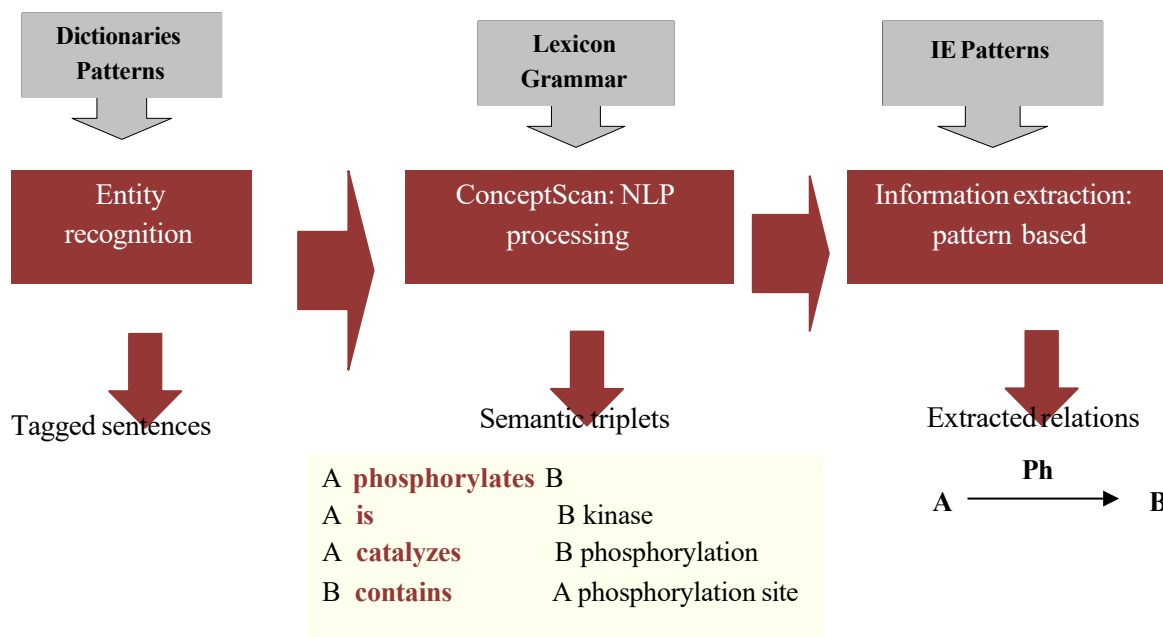 Dictionaries
Patterns
Lexicon
Grammar
IE Patterns
Entity
recognition
ConceptScan: NLP
processing
Information extraction:
pattern based
Tagged sentences
Semantic triplets
Extracted relations
A phosphorylates B
A is B kinase
A catalyzes B phosphorylation
B contains A phosphorylation site
Ph
A B